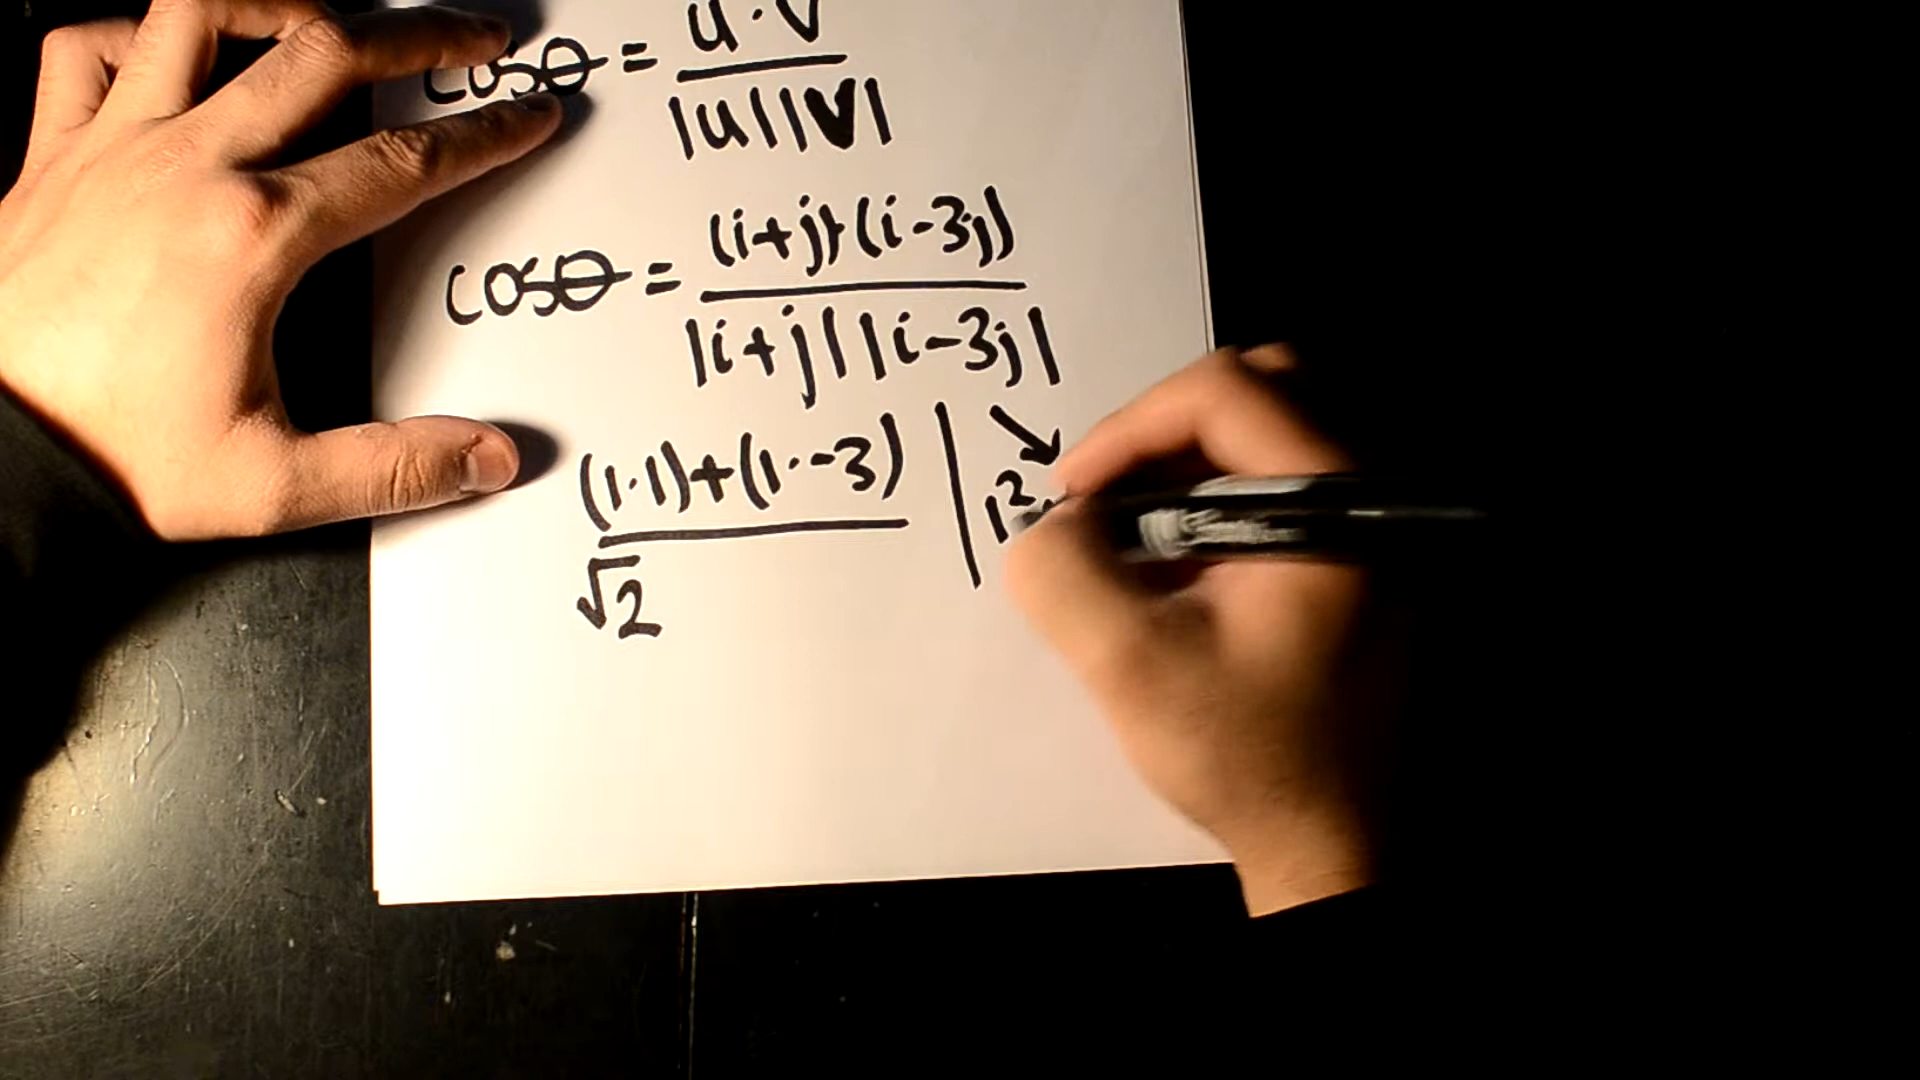 cosθ = u·v
|u||v|
cosθ = (i+j)·(i-3j)
|i+j||i-3j|
(1·1)+(1·-3)
√2
1²